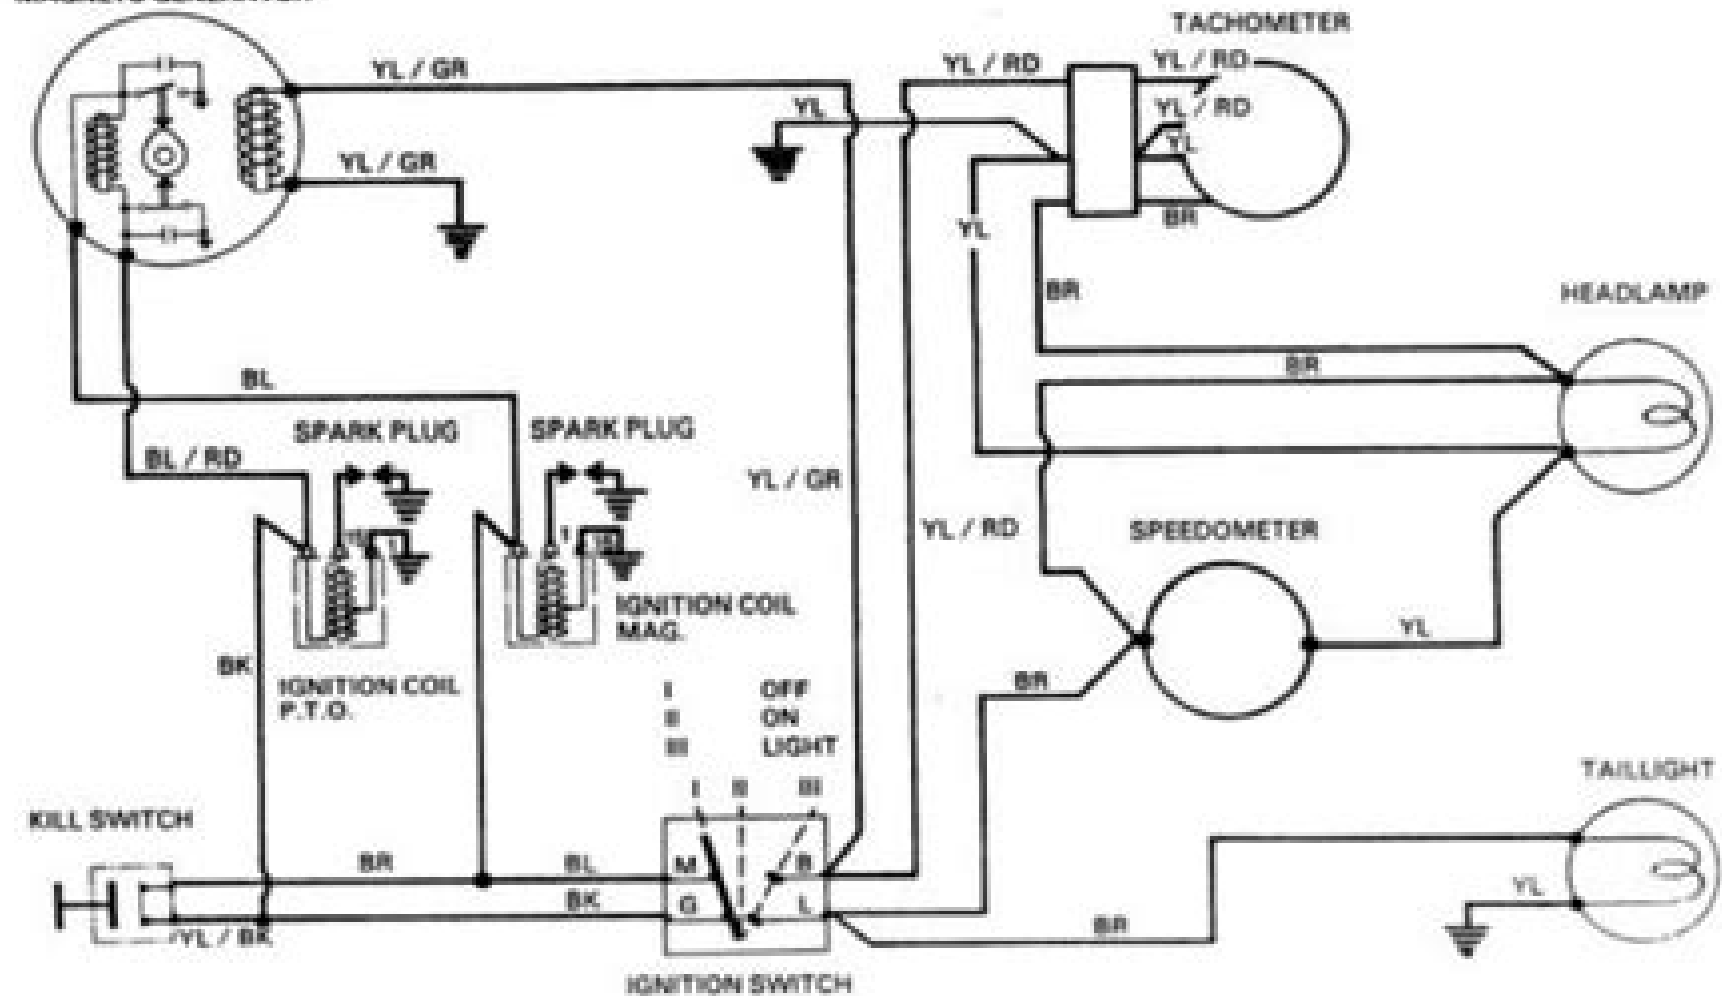 TACHOMETER
YL / GR
YL / RD
YL / RD
YL / RD
YL
YL
YL / GR
BR
YL
BR
HEADLAMP
BR
BL
SPARK PLUG
SPARK PLUG
BL / RD
YL / GR
YL / RD
SPEEDOMETER
1
1
IGNITION COIL
MAG.
YL
BK
IGNITION COIL
P.T.O.
BR
I OFF
II ON
III LIGHT
TAILLIGHT
I II III
KILL SWITCH
BR
BL
M
B
YL
BK
G
L
BR
YL / BK
IGNITION SWITCH